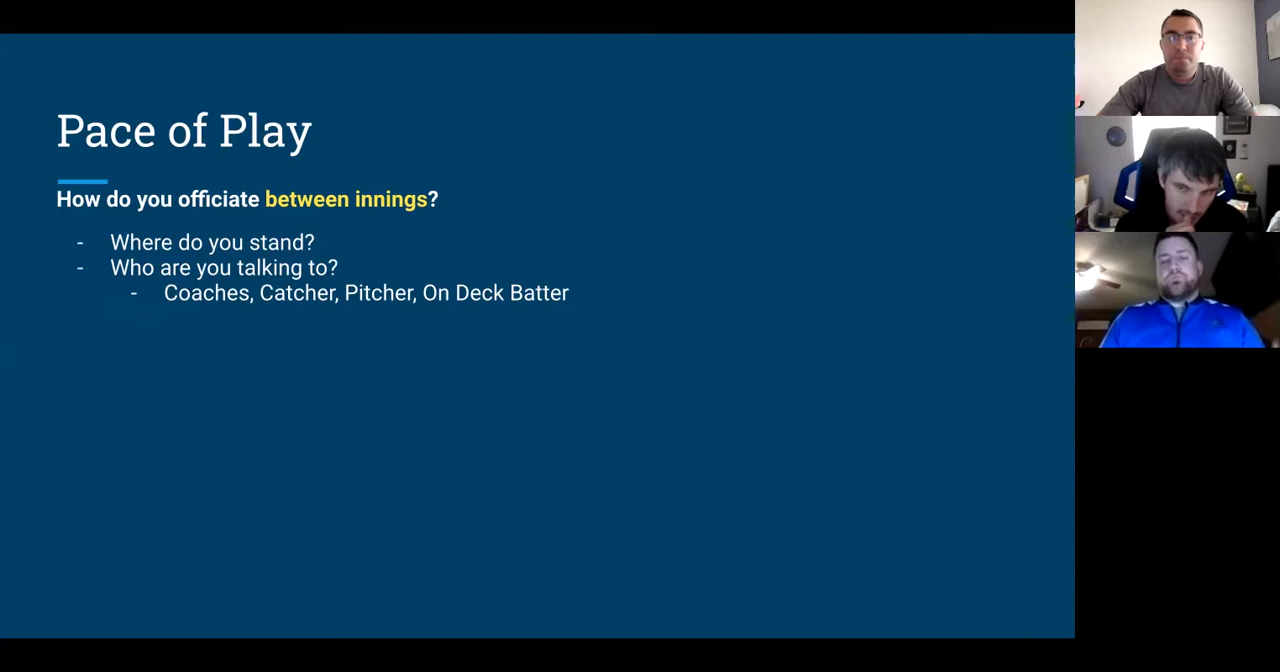 Pace of Play
How do you officiate between innings?
- Where do you stand?
- Who are you talking to?
- Coaches, Catcher, Pitcher, On Deck Batter